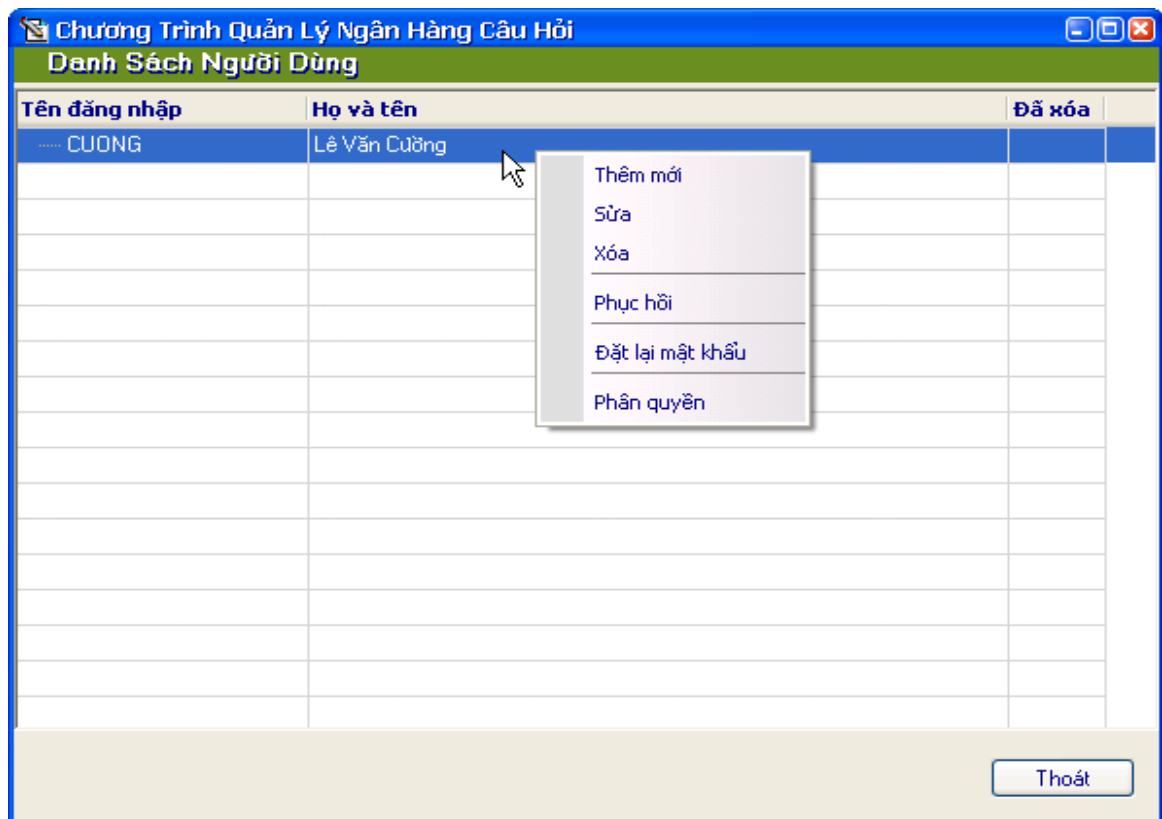 Chương Trình Quản Lý Ngân Hàng Câu Hỏi
Danh Sách Người Dùng
Tên đăng nhập Họ và tên Đã xóa
CUONG Lê Văn Cường
Thêm mới
Sửa
Xóa
Phục hồi
Đặt lại mật khẩu
Phân quyền
Thoát